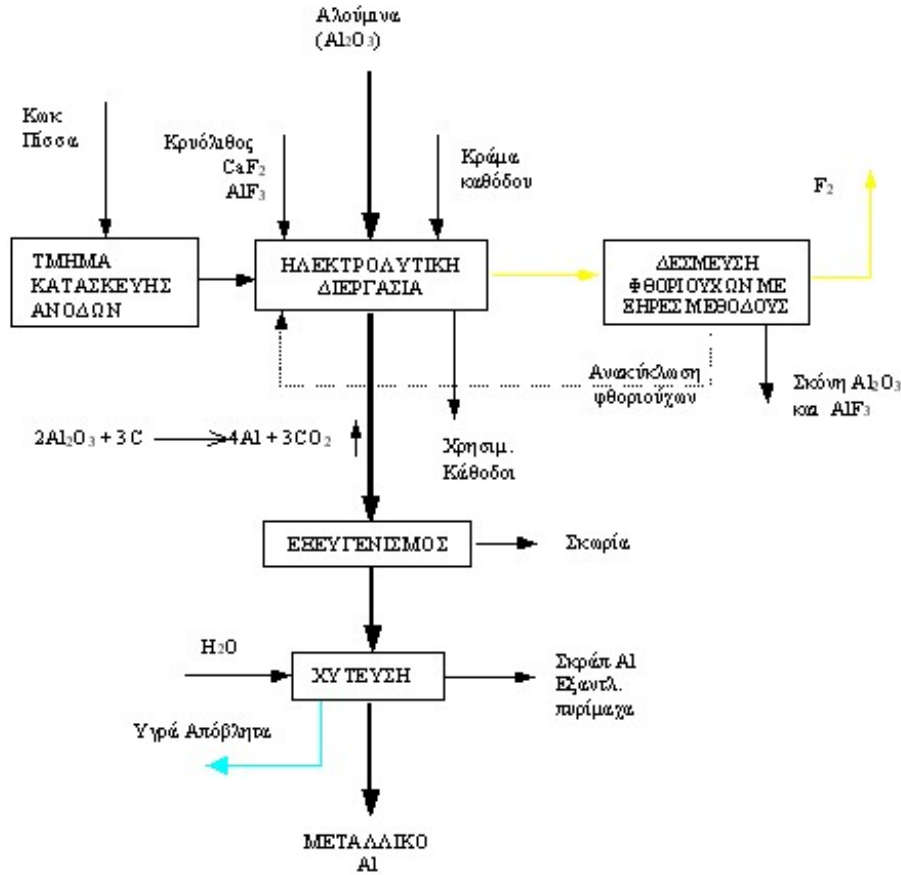 Αλούμινα
(Al2O3)
Κωκ
Πίσσα
Κρυόλιθος
CaF2
AlF3
Κράμα
καθόδου
F2
ΤΜΗΜΑ
ΚΑΤΑΣΚΕΥΗΣ
ΑΝΟΔΩΝ
ΗΛΕΚΤΡΟΛΥΤΙΚΗ
ΔΙΕΡΓΑΣΙΑ
ΔΕΣΜΕΥΣΗ
ΦΘΟΡΙΟΥΧΩΝ ΜΕ
ΞΗΡΕΣ ΜΕΘΟΔΟΥΣ
Ανακύκλωση
φθοριούχων
Σκόνη Al2O3
και AlF3
2Al2O3 + 3 C ⟶ 4Al + 3CO2
Χρησιμ.
Κάθοδοι
ΕΞΕΥΓΕΝΙΣΜΟΣ
Σκωρία
H2O
ΧΥΤΕΥΣΗ
Σκράπ Al
Εξαντλ.
πυρίμαχα
Υγρά Απόβλητα
ΜΕΤΑΛΛΙΚΟ
Al